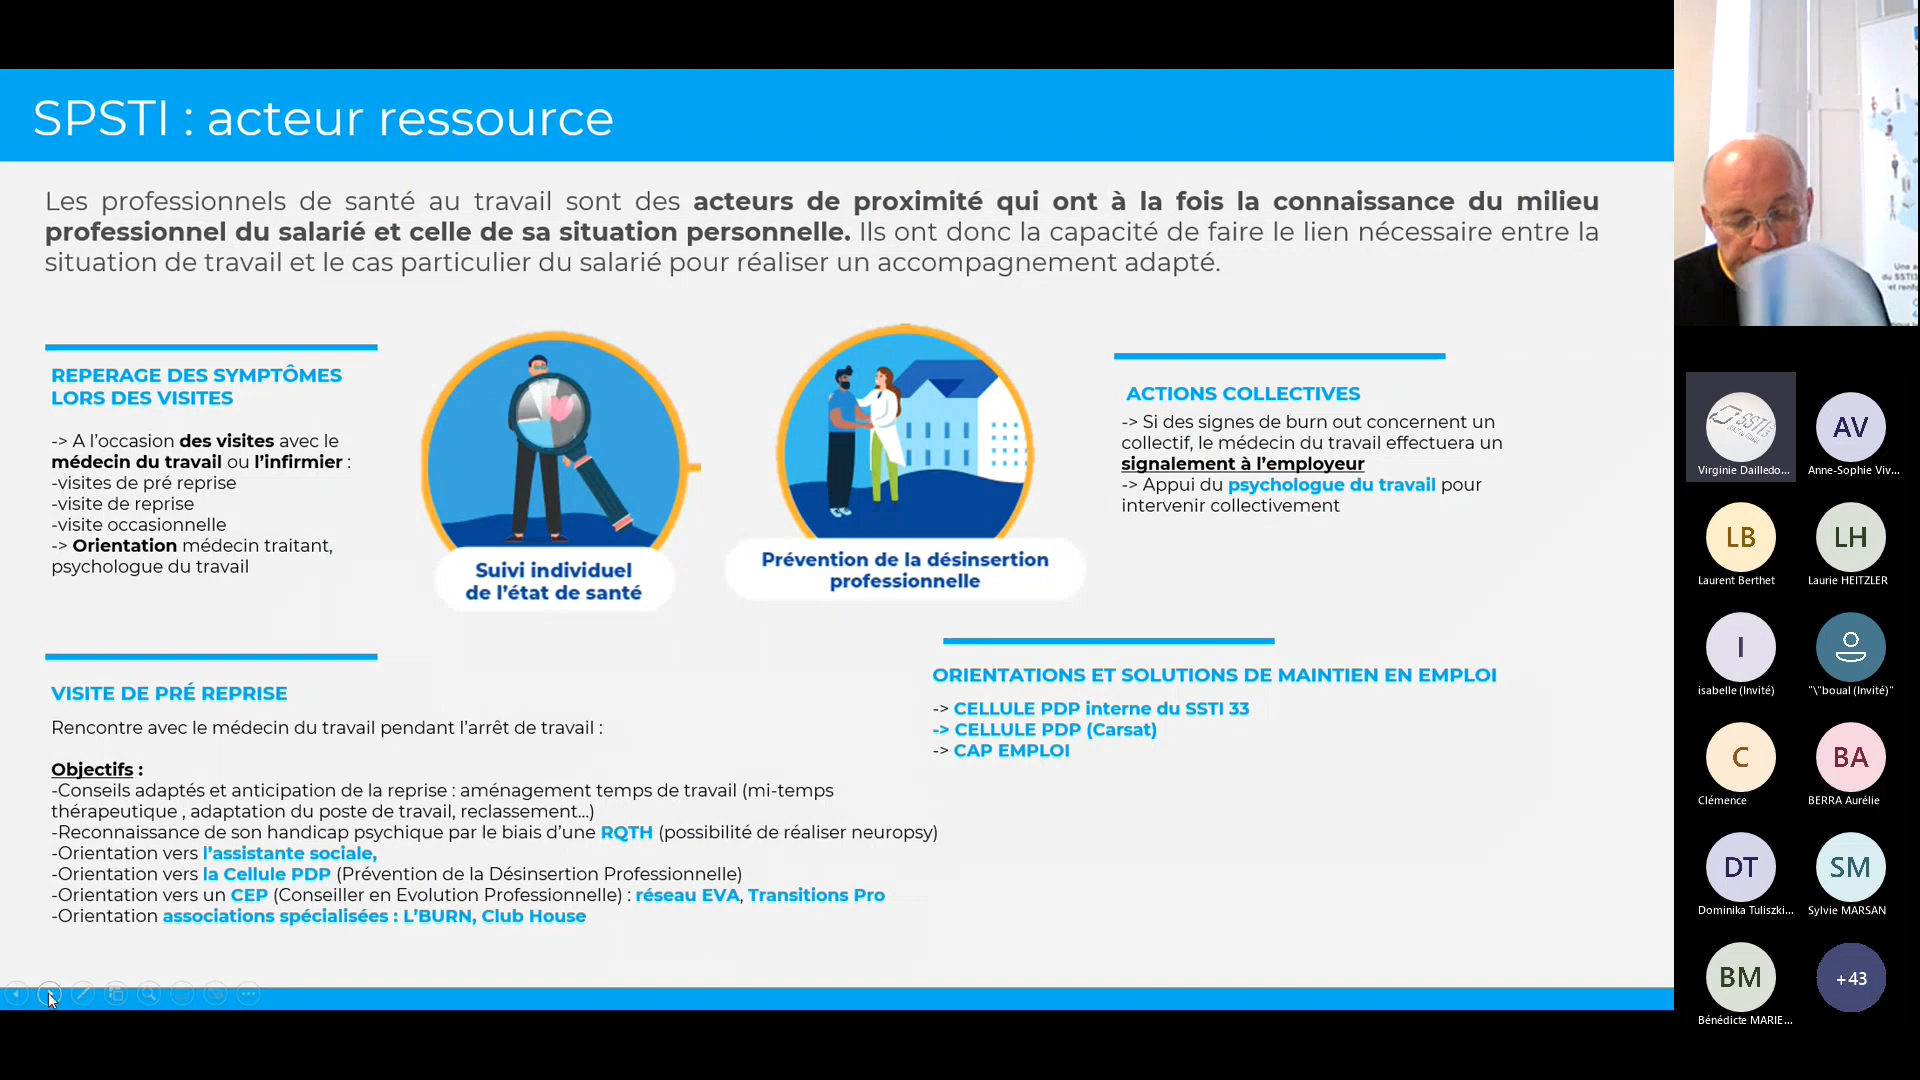 SPSTI : acteur ressource
Les professionnels de santé au travail sont des acteurs de proximité qui ont à la fois la connaissance du milieu
professionnel du salarié et celle de sa situation personnelle. Ils ont donc la capacité de faire le lien nécessaire entre la
situation de travail et le cas particulier du salarié pour réaliser un accompagnement adapté.
REPERAGE DES SYMPTÔMES
LORS DES VISITES
-> A l’occasion des visites avec le
médecin du travail ou l’infirmier :
-visites de pré reprise
-visite de reprise
-visite occasionnelle
-> Orientation médecin traitant,
psychologue du travail
Suivi individuel
de l’état de santé
Prévention de la désinsertion
professionnelle
ACTIONS COLLECTIVES
-> Si des signes de burn out concernent un
collectif, le médecin du travail effectuera un
signalement à l’employeur
-> Appui du psychologue du travail pour
intervenir collectivement
VISITE DE PRÉ REPRISE
Rencontre avec le médecin du travail pendant l’arrêt de travail :
Objectifs :
-Conseils adaptés et anticipation de la reprise : aménagement temps de travail (mi-temps
thérapeutique , adaptation du poste de travail, reclassement…)
-Reconnaissance de son handicap psychique par le biais d’une RQTH (possibilité de réaliser neuropsy)
-Orientation vers l’assistante sociale,
-Orientation vers la Cellule PDP (Prévention de la Désinsertion Professionnelle)
-Orientation vers un CEP (Conseiller en Evolution Professionnelle) : réseau EVA, Transitions Pro
-Orientation associations spécialisées : L’BURN, Club House
ORIENTATIONS ET SOLUTIONS DE MAINTIEN EN EMPLOI
-> CELLULE PDP interne du SSTI 33
-> CELLULE PDP (Carsat)
-> CAP EMPLOI
Une
du SSTI
et renf
SSTI
Virginie Dailledo...
AV
Anne-Sophie Viv...
LB
Laurent Berthet
LH
Laurie HEITZLER
I
isabelle (Invité)
"\"boual (Invité)"
C
Clémence
BA
BERRA Aurélie
DT
Dominika Tuliszki...
SM
Sylvie MARSAN
BM
Bénédicte MARIE...
+43